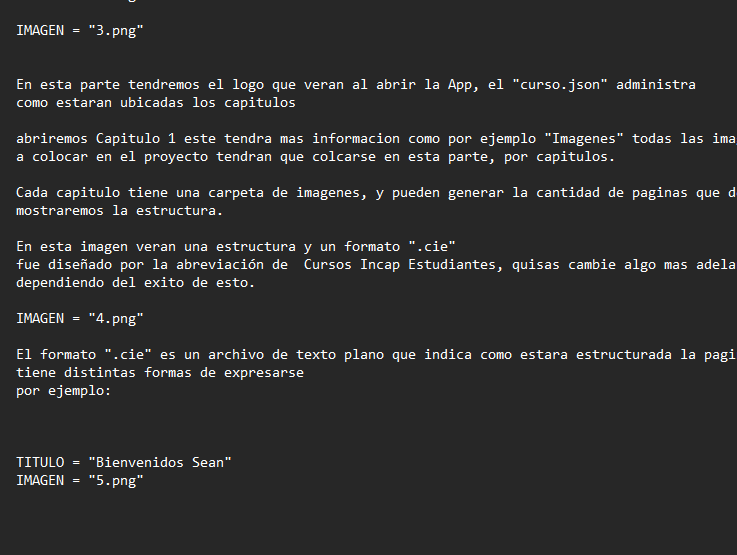 IMAGEN = "3.png"
En esta parte tendremos el logo que veran al abrir la App, el "curso.json" administra
como estaran ubicadas los capitulos
abriremos Capitulo 1 este tendra mas informacion como por ejemplo "Imagenes" todas las ima
a colocar en el proyecto tendran que colcarse en esta parte, por capitulos.
Cada capitulo tiene una carpeta de imagenes, y pueden generar la cantidad de paginas que d
mostraremos la estructura.
En esta imagen veran una estructura y un formato ".cie"
fue diseñado por la abreviación de  Cursos Incap Estudiantes, quisas cambie algo mas adela
dependiendo del exito de esto.
IMAGEN = "4.png"
El formato ".cie" es un archivo de texto plano que indica como estara estructurada la pagi
tiene distintas formas de expresarse
por ejemplo:
TITULO = "Bienvenidos Sean"
IMAGEN = "5.png"